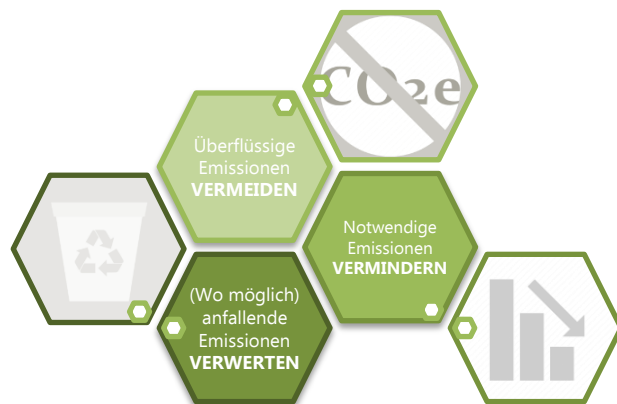 CO2e
Überflüssige
Emissionen
VERMEIDEN
Notwendige
Emissionen
VERMINDERN
(Wo möglich)
anfallende
Emissionen
VERWERTEN